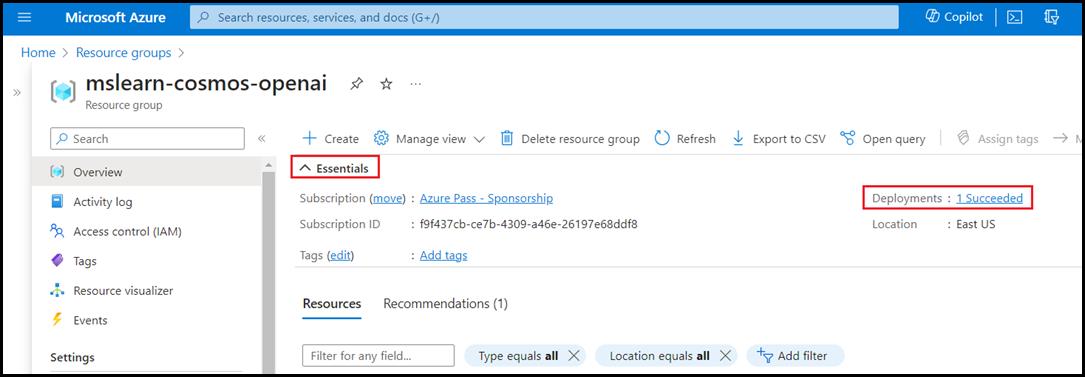 Microsoft Azure
Search resources, services, and docs (G+/)
Copilot
Home > Resource groups >
mslearn-cosmos-openai
Resource group
Search
Create
Manage view
Delete resource group
Refresh
Export to CSV
Open query
Assign tags
M
Overview
Activity log
Access control (IAM)
Tags
Resource visualizer
Events
Settings
Essentials
Subscription (move) : Azure Pass - Sponsorship
Deployments : 1 Succeeded
Subscription ID : f9f437cb-ce7b-4309-a46e-26197e68ddf8
Location : East US
Tags (edit) : Add tags
Resources
Recommendations (1)
Filter for any field...
Type equals all
Location equals all
Add filter